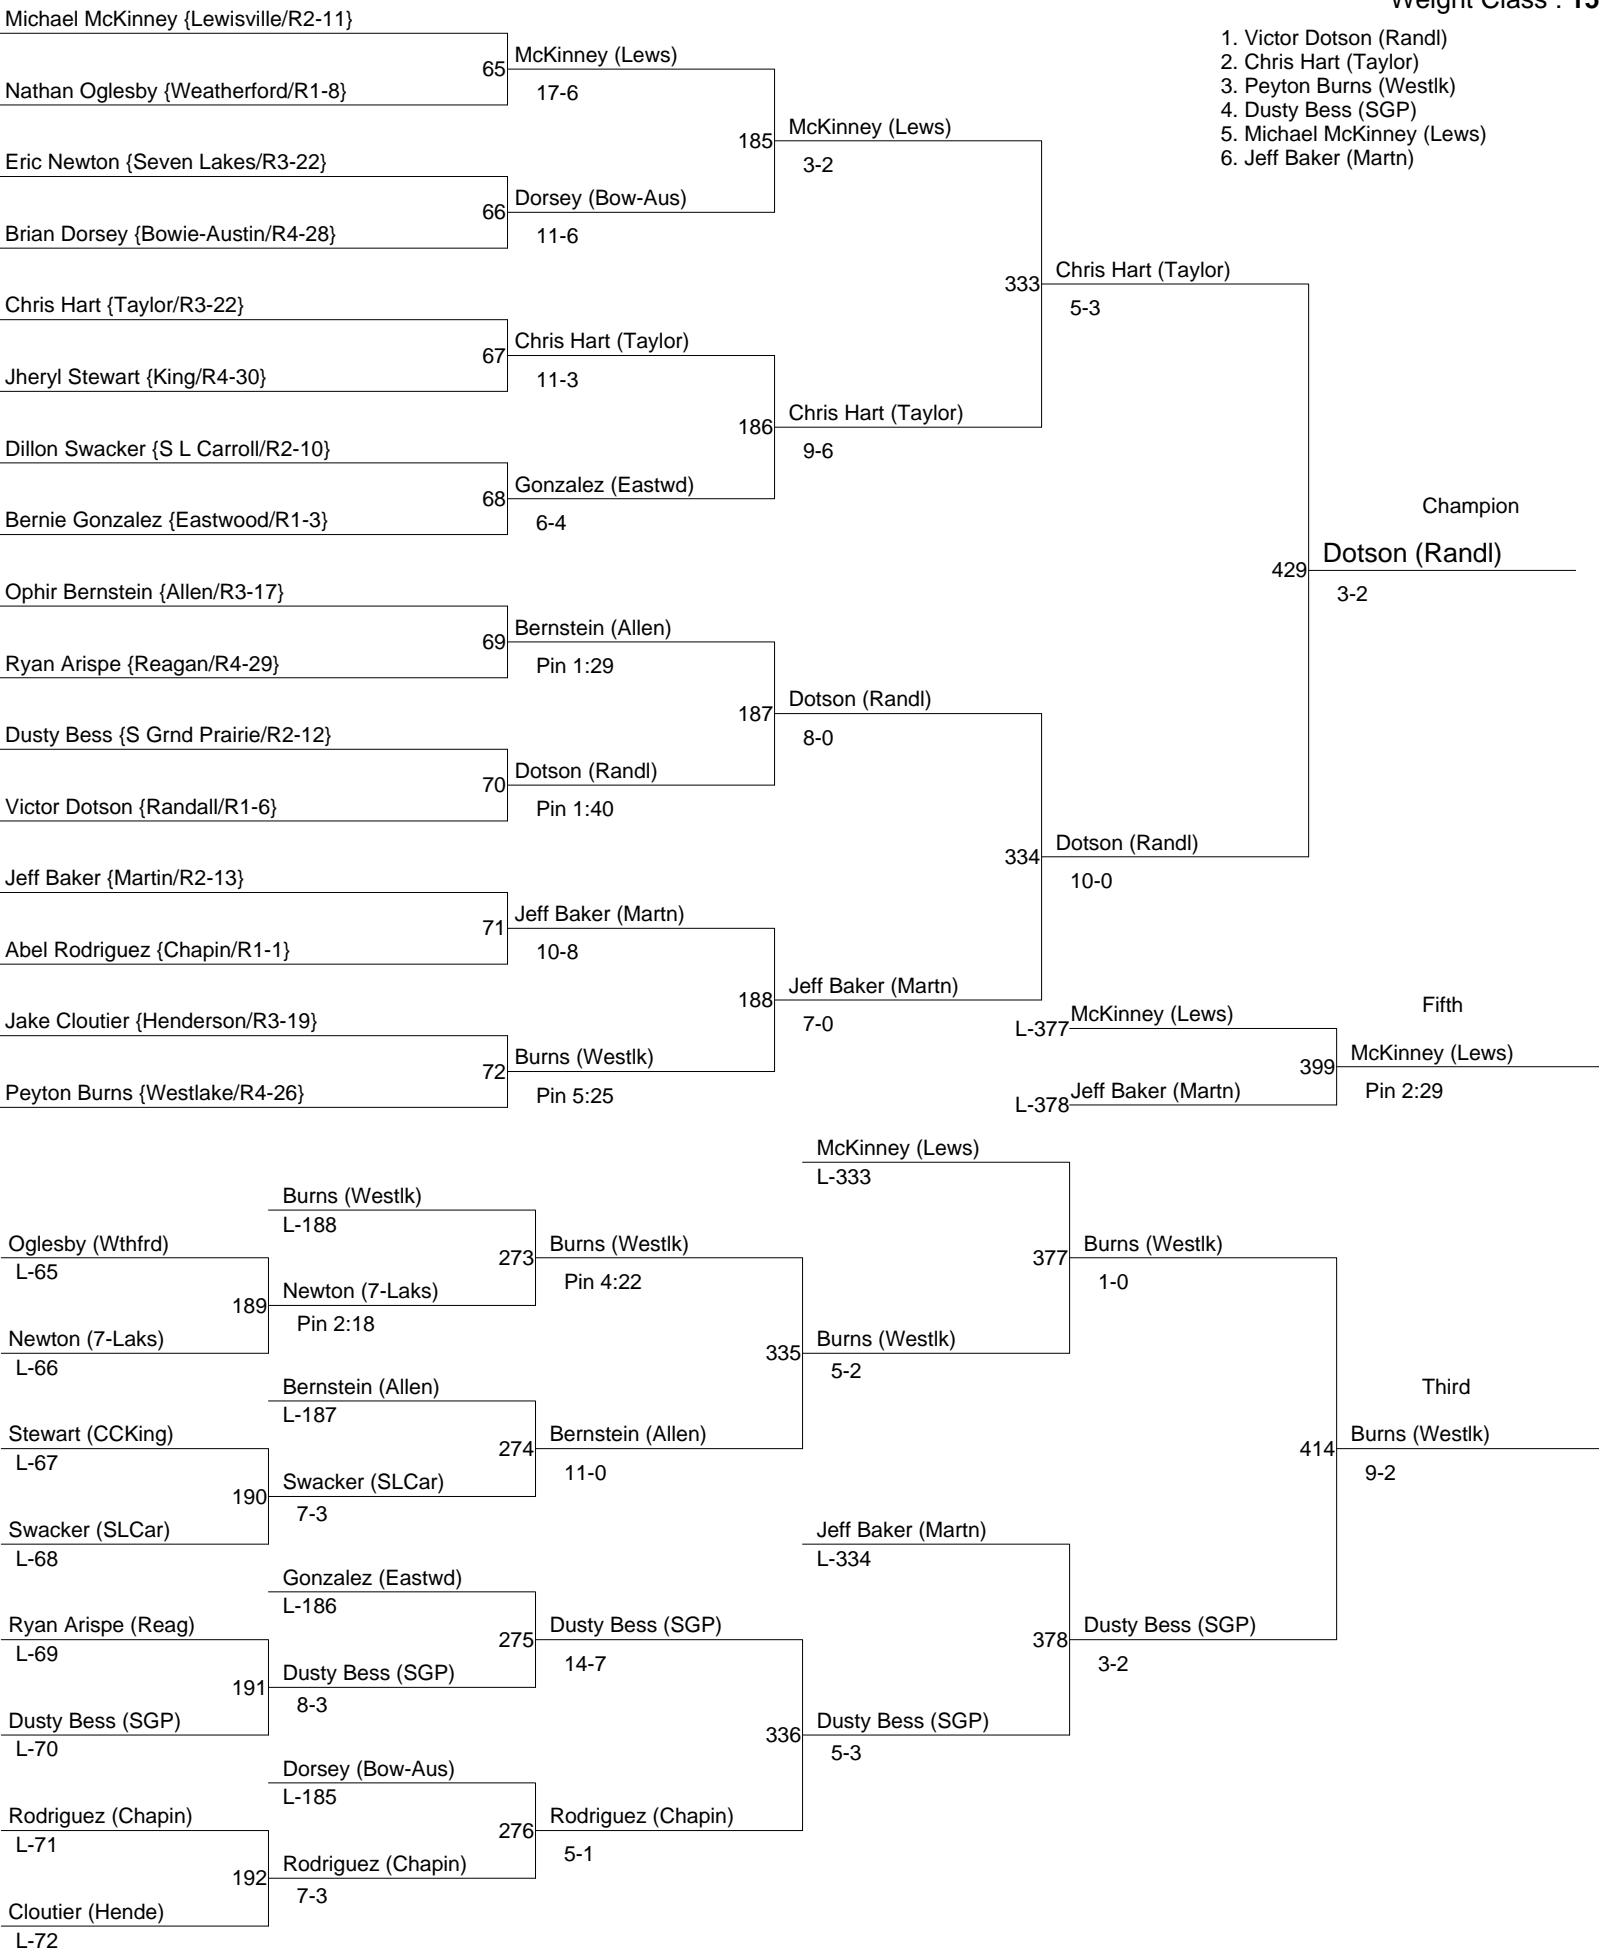 Weight Class : 15
1. Victor Dotson (Randl)
2. Chris Hart (Taylor)
3. Peyton Burns (Westlk)
4. Dusty Bess (SGP)
5. Michael McKinney (Lews)
6. Jeff Baker (Martn)
Michael McKinney {Lewisville/R2-11}
65
McKinney (Lews)
17-6
Nathan Oglesby {Weatherford/R1-8}
185
McKinney (Lews)
3-2
Eric Newton {Seven Lakes/R3-22}
66
Dorsey (Bow-Aus)
11-6
Brian Dorsey {Bowie-Austin/R4-28}
333
Chris Hart (Taylor)
5-3
Chris Hart {Taylor/R3-22}
67
Chris Hart (Taylor)
11-3
Jheryl Stewart {King/R4-30}
186
Chris Hart (Taylor)
9-6
Dillon Swacker {S L Carroll/R2-10}
68
Gonzalez (Eastwd)
6-4
Bernie Gonzalez {Eastwood/R1-3}
Champion
429
Dotson (Randl)
3-2
Ophir Bernstein {Allen/R3-17}
69
Bernstein (Allen)
Pin 1:29
Ryan Arispe {Reagan/R4-29}
187
Dotson (Randl)
8-0
Dusty Bess {S Grnd Prairie/R2-12}
70
Dotson (Randl)
Pin 1:40
Victor Dotson {Randall/R1-6}
334
Dotson (Randl)
10-0
Jeff Baker {Martin/R2-13}
71
Jeff Baker (Martn)
10-8
Abel Rodriguez {Chapin/R1-1}
188
Jeff Baker (Martn)
7-0
Jake Cloutier {Henderson/R3-19}
72
Burns (Westlk)
Pin 5:25
Peyton Burns {Westlake/R4-26}
Fifth
L-377
McKinney (Lews)
399
McKinney (Lews)
Pin 2:29
L-378
Jeff Baker (Martn)
McKinney (Lews)
L-333
Burns (Westlk)
L-188
Oglesby (Wthfrd)
L-65
273
Burns (Westlk)
Pin 4:22
377
Burns (Westlk)
1-0
189
Newton (7-Laks)
Pin 2:18
Newton (7-Laks)
L-66
335
Burns (Westlk)
5-2
Bernstein (Allen)
L-187
Third
Stewart (CCKing)
L-67
274
Bernstein (Allen)
11-0
414
Burns (Westlk)
9-2
190
Swacker (SLCar)
7-3
Swacker (SLCar)
L-68
Jeff Baker (Martn)
L-334
Gonzalez (Eastwd)
L-186
Ryan Arispe (Reag)
L-69
275
Dusty Bess (SGP)
14-7
378
Dusty Bess (SGP)
3-2
191
Dusty Bess (SGP)
8-3
Dusty Bess (SGP)
L-70
336
Dusty Bess (SGP)
5-3
Dorsey (Bow-Aus)
L-185
Rodriguez (Chapin)
L-71
276
Rodriguez (Chapin)
5-1
192
Rodriguez (Chapin)
7-3
Cloutier (Hende)
L-72